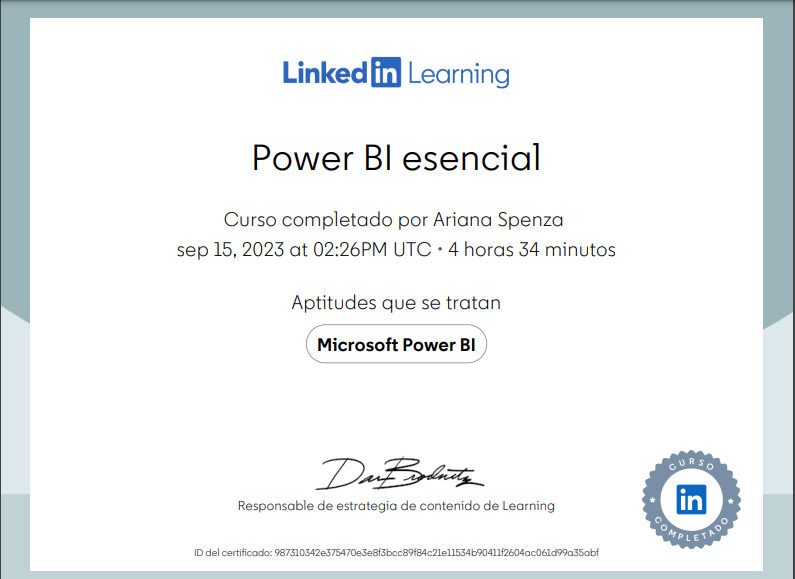 LinkedIn Learning
Power BI esencial
Curso completado por Ariana Spenza
sep 15, 2023 at 02:26PM UTC • 4 horas 34 minutos
Aptitudes que se tratan
Microsoft Power BI
Responsable de estrategia de contenido de Learning
CURSO
in
COMPLETADO
ID del certificado: 987310342e375470e3e8f3bcc89f84c21e11534b90411f2604ac061d99a35abf